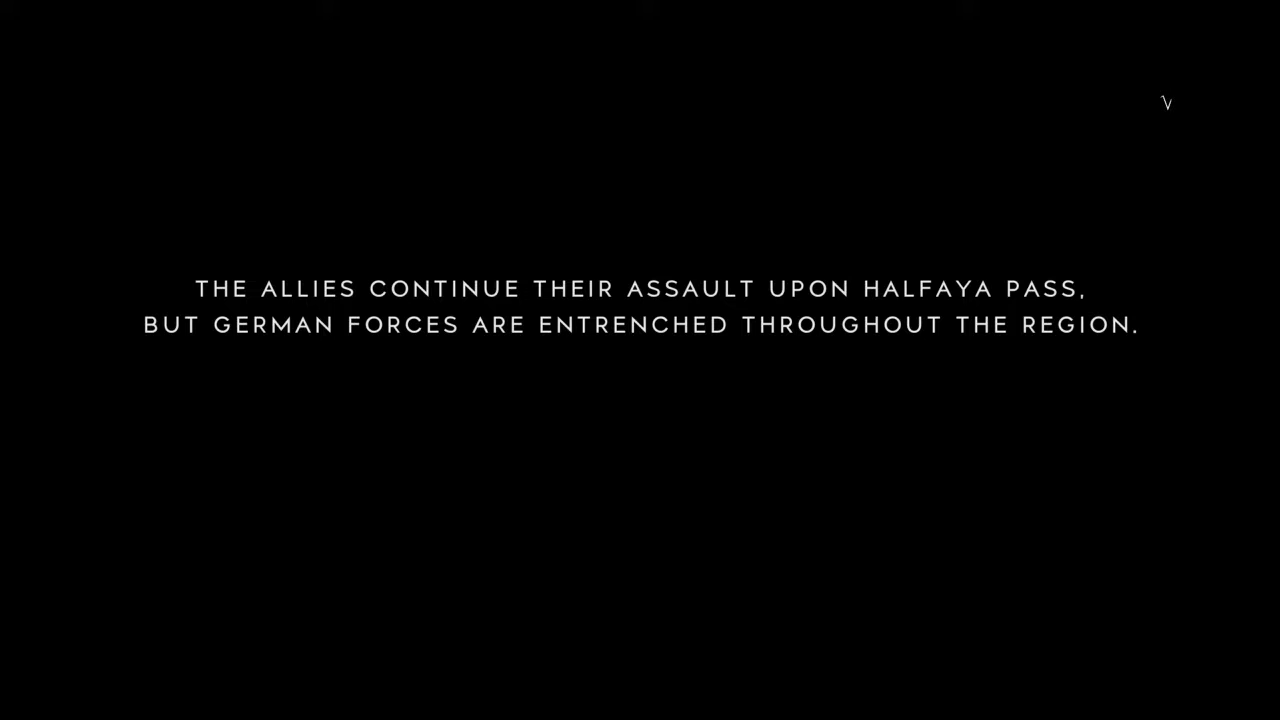 THE ALLIES CONTINUE THEIR ASSAULT UPON HALFAYA PASS,
BUT GERMAN FORCES ARE ENTRENCHED THROUGHOUT THE REGION.